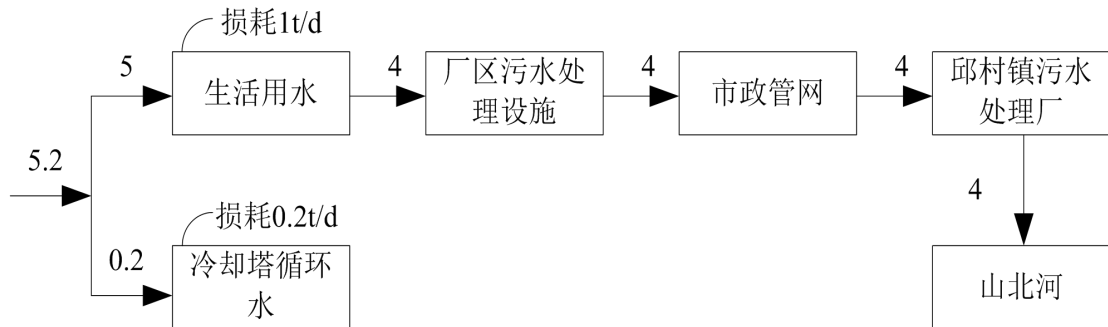 损耗1t/d
5
生活用水
4
厂区污水处
理设施
4
市政管网
4
邱村镇污水
处理厂
5.2
4
损耗0.2t/d
0.2
冷却塔循环
水
山北河